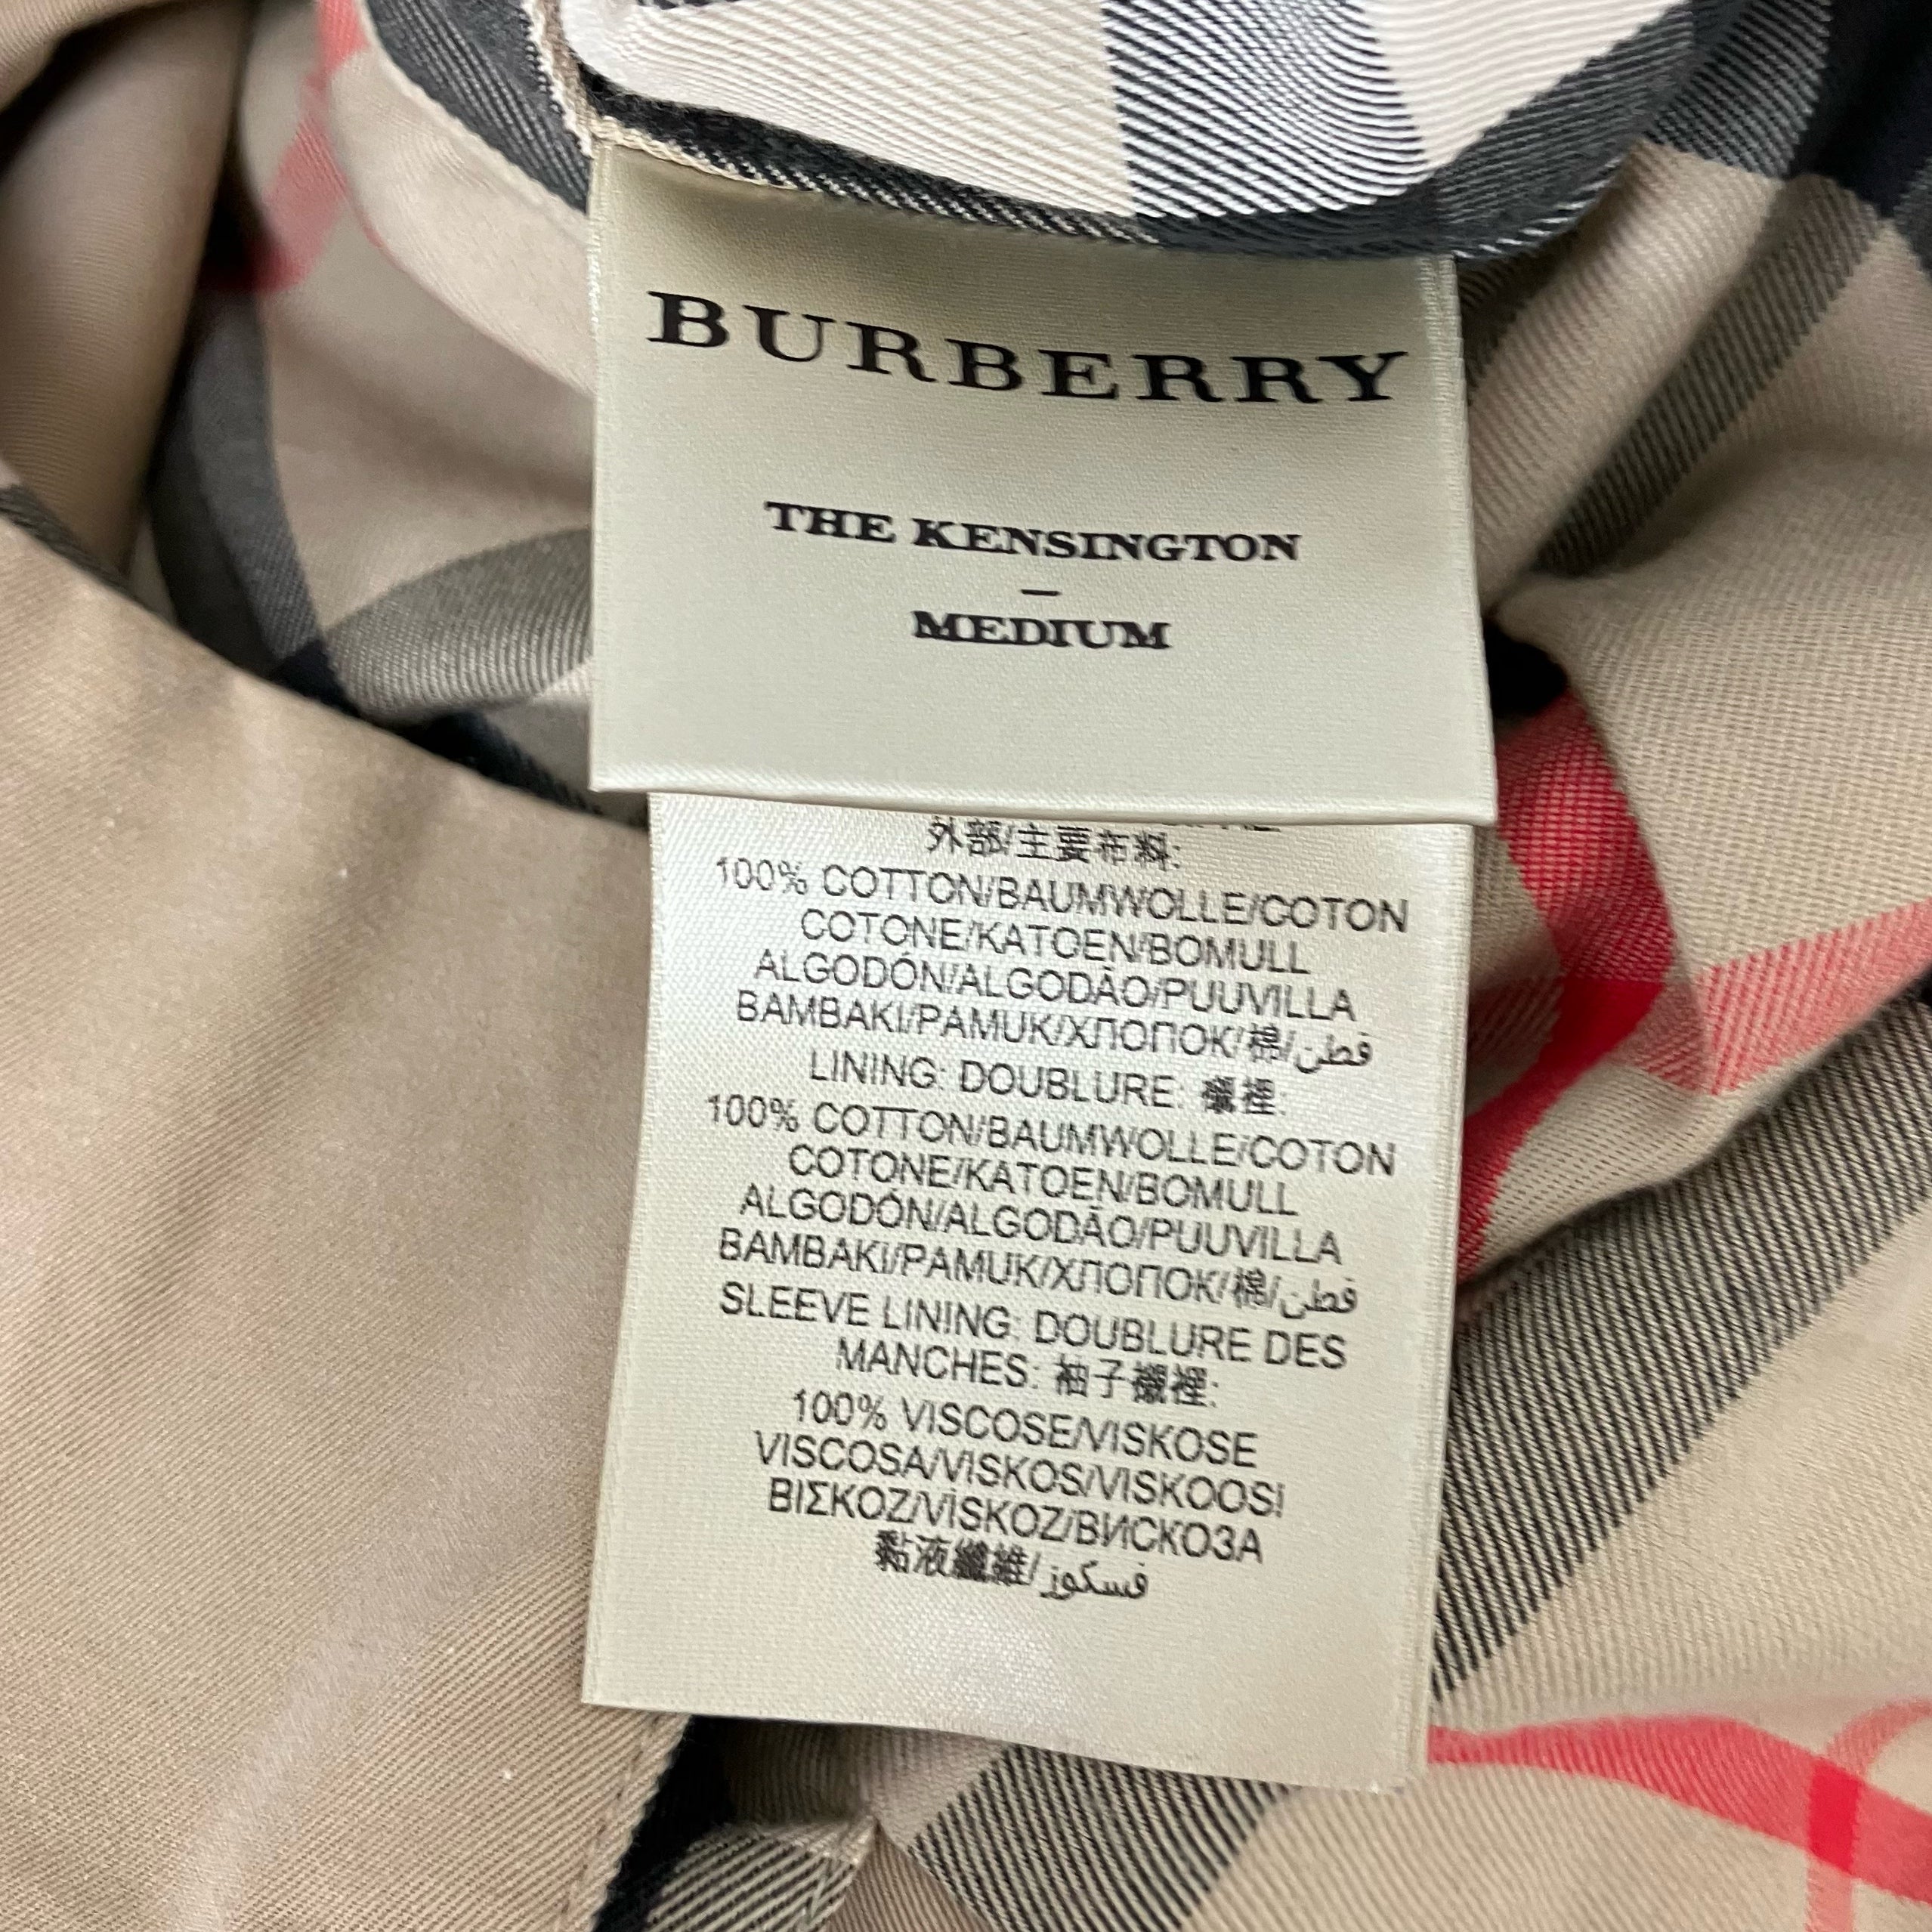 BURBERRY
THE KENSINGTON
–
MEDIUM
外部/主要布料:
100% COTTON/BAUMWOLLE/COTON
COTONE/KATOEN/BOMULL
ALGODÓN/ALGODÃO/PUUVILLA
BAMBAKI/PAMUK/ХЛОПОК/棉/قطن
LINING: DOUBLURE: 襯裡:
100% COTTON/BAUMWOLLE/COTON
COTONE/KATOEN/BOMULL
ALGODÓN/ALGODÃO/PUUVILLA
BAMBAKI/PAMUK/ХЛОПОК/棉/قطن
SLEEVE LINING: DOUBLURE DES
MANCHES: 袖子襯裡:
100% VISCOSE/VISKOSE
VISCOSA/VISKOS/VISKOOSI
ΒΙΣΚΟΖ/VİSKOZ/ВИСКОЗА
黏液纖維/فسكوز